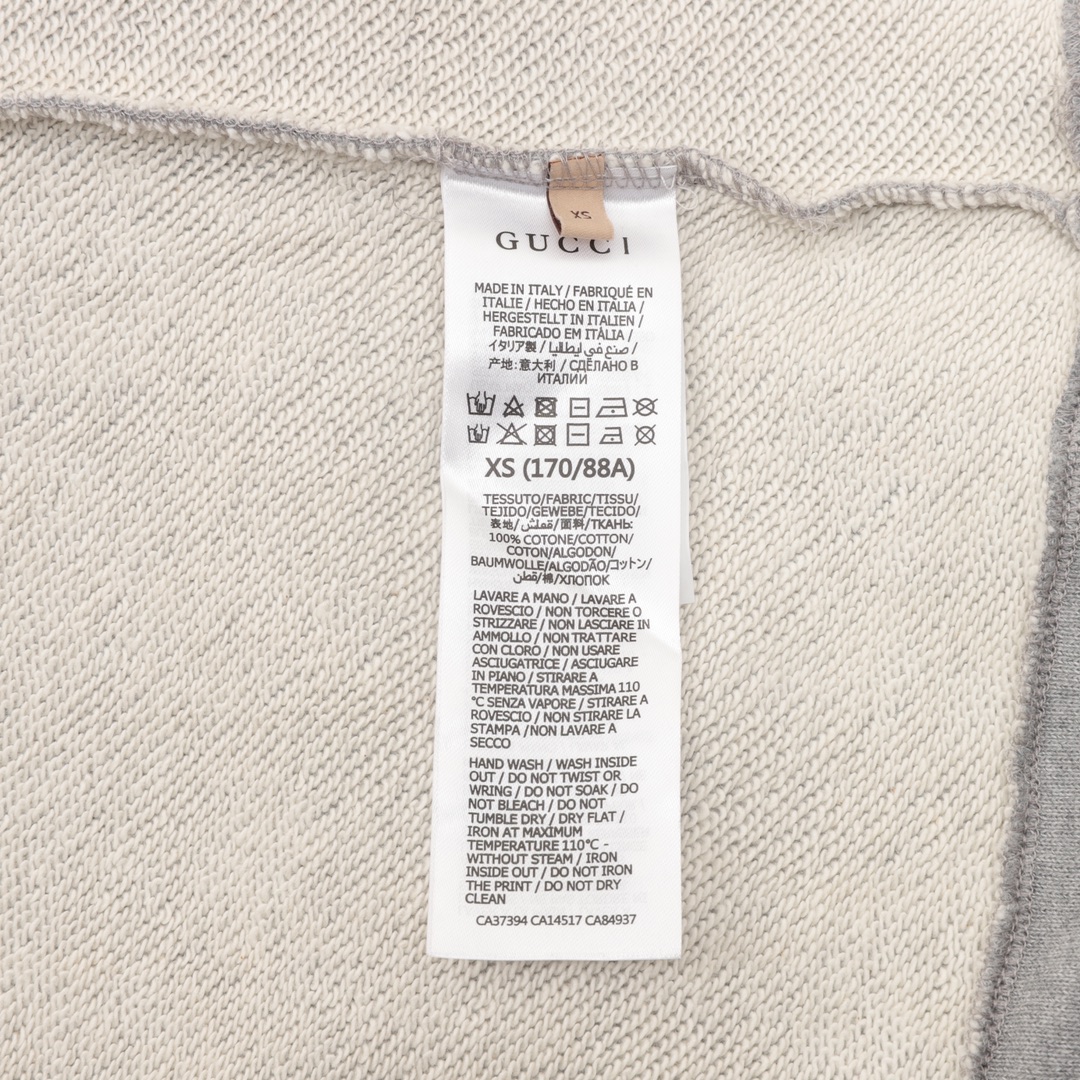 XS
GUCCI
MADE IN ITALY / FABRIQUÉ EN
ITALIE / HECHO EN ITALIA /
HERGESTELLT IN ITALIEN /
FABRICADO EM ITÁLIA /
イタリア製 / صنع في ايطاليا /
产地: 意大利 / СДЕЛАНО В
ИТАЛИИ
XS (170/88A)
TESSUTO/FABRIC/TISSU/
TEJIDO/GEWEBE/TECIDO/
表地/قماش/面料/ТКАНЬ:
100% COTONE/COTTON/
COTON/ALGODON/
BAUMWOLLE/ALGODÃO/コットン/
قطن/棉/ХЛОПОК
LAVARE A MANO / LAVARE A
ROVESCIO / NON TORCERE O
STRIZZARE / NON LASCIARE IN
AMMOLLO / NON TRATTARE
CON CLORO / NON USARE
ASCIUGATRICE / ASCIUGARE
IN PIANO / STIRARE A
TEMPERATURA MASSIMA 110
°C SENZA VAPORE / STIRARE A
ROVESCIO / NON STIRARE LA
STAMPA /NON LAVARE A
SECCO
HAND WASH / WASH INSIDE
OUT / DO NOT TWIST OR
WRING / DO NOT SOAK / DO
NOT BLEACH / DO NOT
TUMBLE DRY / DRY FLAT /
IRON AT MAXIMUM
TEMPERATURE 110°C -
WITHOUT STEAM / IRON
INSIDE OUT / DO NOT IRON
THE PRINT / DO NOT DRY
CLEAN
CA37394 CA14517 CA84937